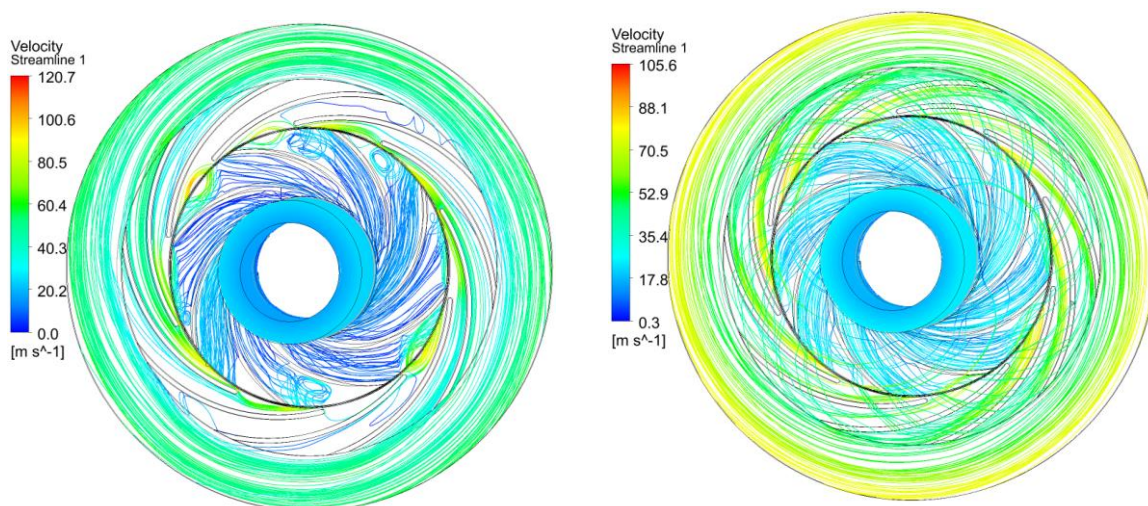 Velocity
Streamline 1
120.7
100.6
80.5
60.4
40.3
20.2
0.0
[m s^-1]
Velocity
Streamline 1
105.6
88.1
70.5
52.9
35.4
17.8
0.3
[m s^-1]